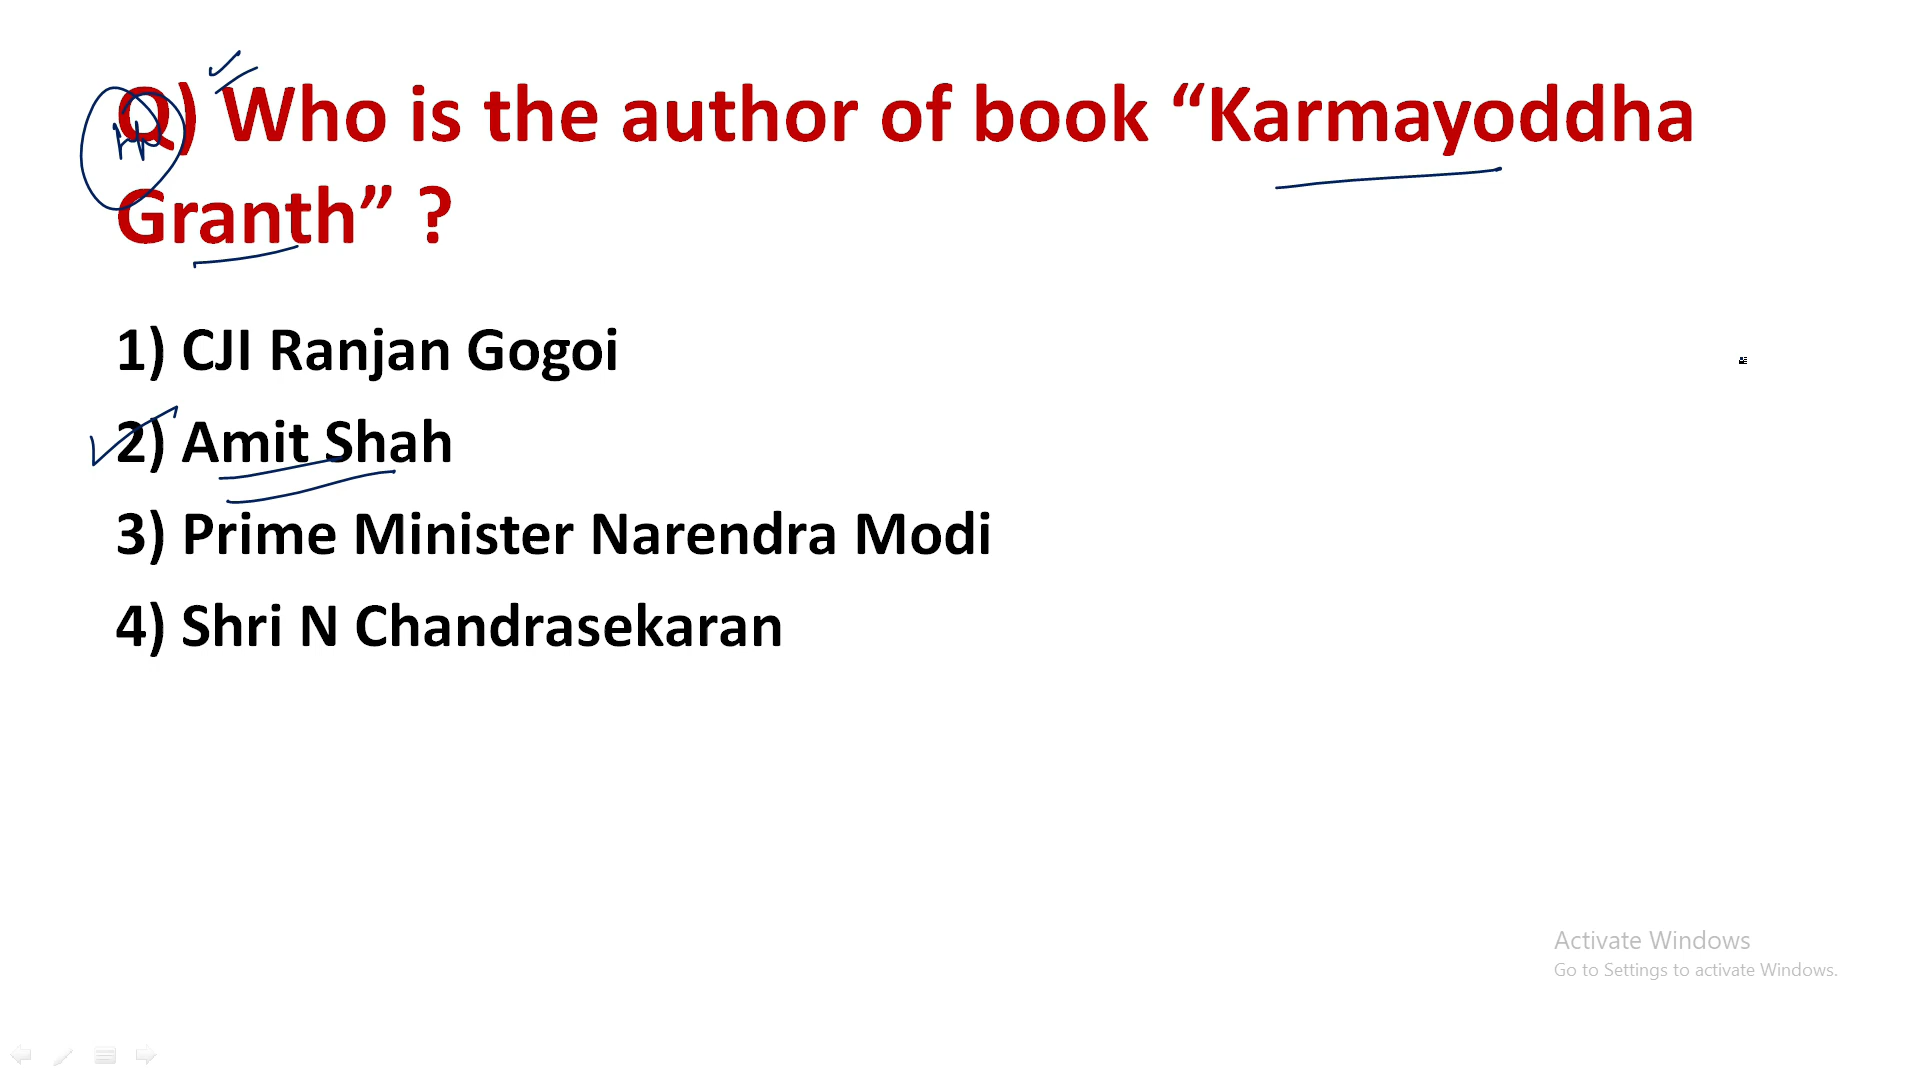 Q) Who is the author of book “Karmayoddha
Granth” ?
1) CJI Ranjan Gogoi
2) Amit Shah
3) Prime Minister Narendra Modi
4) Shri N Chandrasekaran
Activate Windows
Go to Settings to activate Windows.